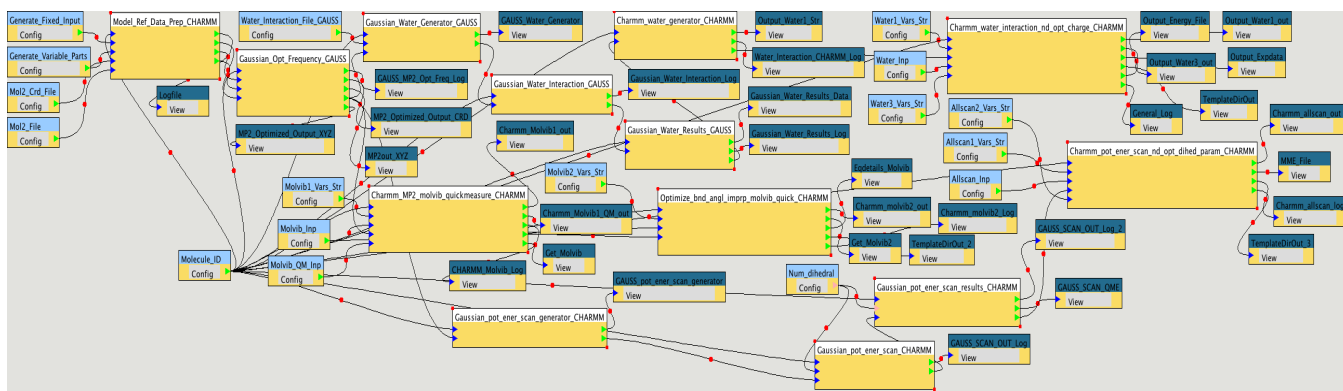 Generate_Fixed_Input
Config
Generate_Variable_Parts
Config
Mol2_Crd_File
Config
Mol2_File
Config
Model_Ref_Data_Prep_CHARMM
Logfile
View
Water_Interaction_File_GAUSS
Config
Gaussian_Opt_Frequency_GAUSS
MP2_Optimized_Output_XYZ
View
Gaussian_Water_Generator_GAUSS
GAUSS_Water_Generator
View
GAUSS_MP2_Opt_Freq_Log
View
MP2_Optimized_Output_CRD
View
MP2out_XYZ
View
Gaussian_Water_Interaction_GAUSS
Charmm_Molvib1_out
View
Charmm_water_generator_CHARMM
Output_Water1_Str
View
Water_Interaction_CHARMM_Log
View
Gaussian_Water_Interaction_Log
View
Gaussian_Water_Results_Data
View
Gaussian_Water_Results_GAUSS
Gaussian_Water_Results_Log
View
Water1_Vars_Str
Config
Water_Inp
Config
Water3_Vars_Str
Config
Charmm_water_interaction_nd_opt_charge_CHARMM
Output_Energy_File
View
Output_Water1_out
View
Output_Water3_out
View
Output_Expdata
View
TemplateDirOut
View
General_Log
View
Allscan2_Vars_Str
Config
Allscan1_Vars_Str
Config
Allscan_Inp
Config
Charmm_pot_ener_scan_nd_opt_dihed_param_CHARMM
Charmm_allscan_out
View
MME_File
View
Charmm_allscan_log
View
TemplateDirOut_3
View
Molvib1_Vars_Str
Config
Molvib_Inp
Config
Molvib_QM_Inp
Config
Molecule_ID
Config
Charmm_MP2_molvib_quickmeasure_CHARMM
Molvib2_Vars_Str
Config
Charmm_Molvib1_QM_out
View
Get_Molvib
View
CHARMM_Molvib_Log
View
Optimize_bnd_angl_imprp_molvib_quick_CHARMM
Eqdetails_Molvib
View
Charmm_molvib2_out
View
Charmm_molvib2_Log
View
Get_Molvib2
View
TemplateDirOut_2
View
GAUSS_SCAN_OUT_Log_2
View
GAUSS_pot_ener_scan_generator
View
Num_dihedral
Config
Gaussian_pot_ener_scan_results_CHARMM
GAUSS_SCAN_QME
View
Gaussian_pot_ener_scan_generator_CHARMM
Gaussian_pot_ener_scan_CHARMM
GAUSS_SCAN_OUT_Log
View